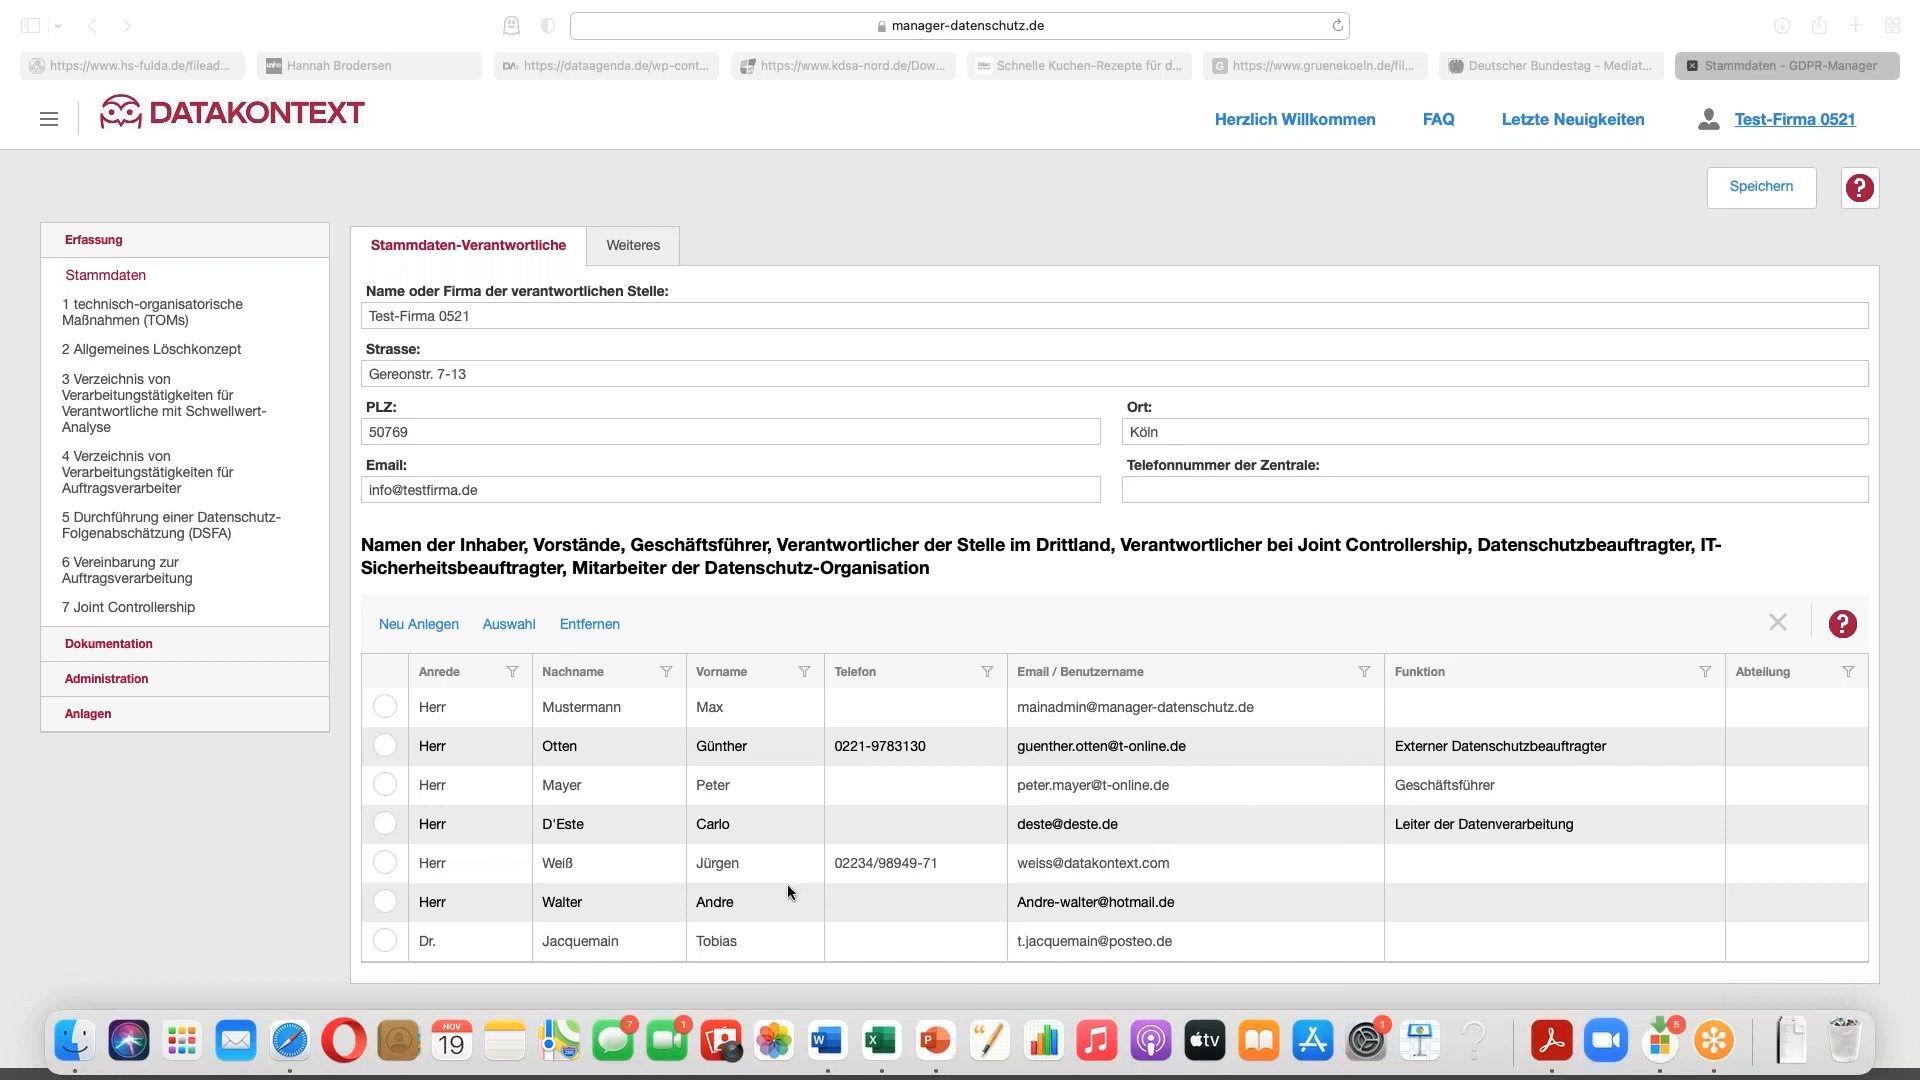 manager-datenschutz.de
https://www.hs-fulda.de/filead... Hannah Brodersen https://dataagenda.de/wp-cont... https://www.kdsa-nord.de/Dow... Schnelle Kuchen-Rezepte für d... https://www.gruenekoeln.de/fil... Deutscher Bundestag - Mediat... Stammdaten - GDPR-Manager
DATAKONTEXT
Herzlich Willkommen FAQ Letzte Neuigkeiten Test-Firma 0521
Speichern ?
Erfassung
Stammdaten
1 technisch-organisatorische
Maßnahmen (TOMs)
2 Allgemeines Löschkonzept
3 Verzeichnis von
Verarbeitungstätigkeiten für
Verantwortliche mit Schwellwert-
Analyse
4 Verzeichnis von
Verarbeitungstätigkeiten für
Auftragsverarbeiter
5 Durchführung einer Datenschutz-
Folgenabschätzung (DSFA)
6 Vereinbarung zur
Auftragsverarbeitung
7 Joint Controllership
Dokumentation
Administration
Anlagen
Stammdaten-Verantwortliche Weiteres
Name oder Firma der verantwortlichen Stelle:
Test-Firma 0521
Strasse:
Gereonstr. 7-13
PLZ: Ort:
50769 Köln
Email: Telefonnummer der Zentrale:
info@testfirma.de
Namen der Inhaber, Vorstände, Geschäftsführer, Verantwortlicher der Stelle im Drittland, Verantwortlicher bei Joint Controllership, Datenschutzbeauftragter, IT-
Sicherheitsbeauftragter, Mitarbeiter der Datenschutz-Organisation
Neu Anlegen Auswahl Entfernen ?
Anrede Nachname Vorname Telefon Email / Benutzername Funktion Abteilung
Herr Mustermann Max mainadmin@manager-datenschutz.de
Herr Otten Günther 0221-9783130 guenther.otten@t-online.de Externer Datenschutzbeauftragter
Herr Mayer Peter peter.mayer@t-online.de Geschäftsführer
Herr D'Este Carlo deste@deste.de Leiter der Datenverarbeitung
Herr Weiß Jürgen 02234/98949-71 weiss@datakontext.com
Herr Walter Andre Andre-walter@hotmail.de
Dr. Jacquemain Tobias t.jacquemain@posteo.de
NOV
19
7 1 W X P tv 1 ? 5